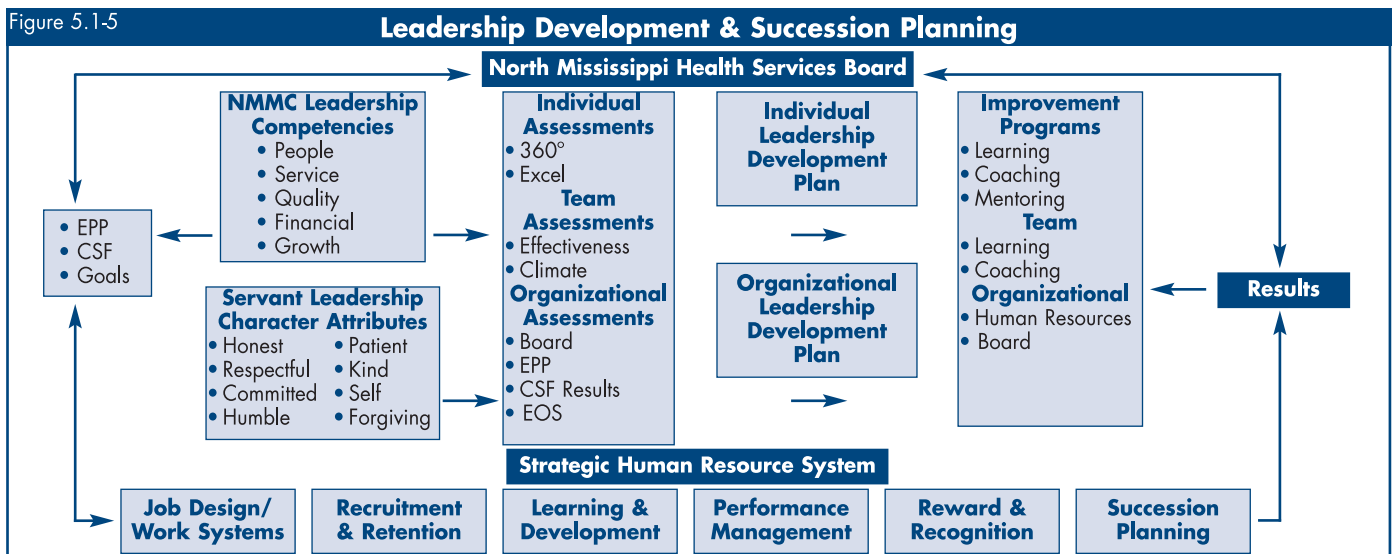 Figure 5.1-5
Leadership Development & Succession Planning
North Mississippi Health Services Board
• EPP
• CSF
• Goals
NMMC Leadership
Competencies
• People
• Service
• Quality
• Financial
• Growth
Servant Leadership
Character Attributes
• Honest
• Respectful
• Committed
• Humble
• Patient
• Kind
• Self
• Forgiving
Individual
Assessments
• 360°
• Excel
Team
Assessments
• Effectiveness
• Climate
Organizational
Assessments
• Board
• EPP
• CSF Results
• EOS
Individual
Leadership
Development
Plan
Organizational
Leadership
Development
Plan
Improvement
Programs
• Learning
• Coaching
• Mentoring
Team
• Learning
• Coaching
Organizational
• Human Resources
• Board
Results
Strategic Human Resource System
Job Design/
Work Systems
Recruitment
& Retention
Learning &
Development
Performance
Management
Reward &
Recognition
Succession
Planning